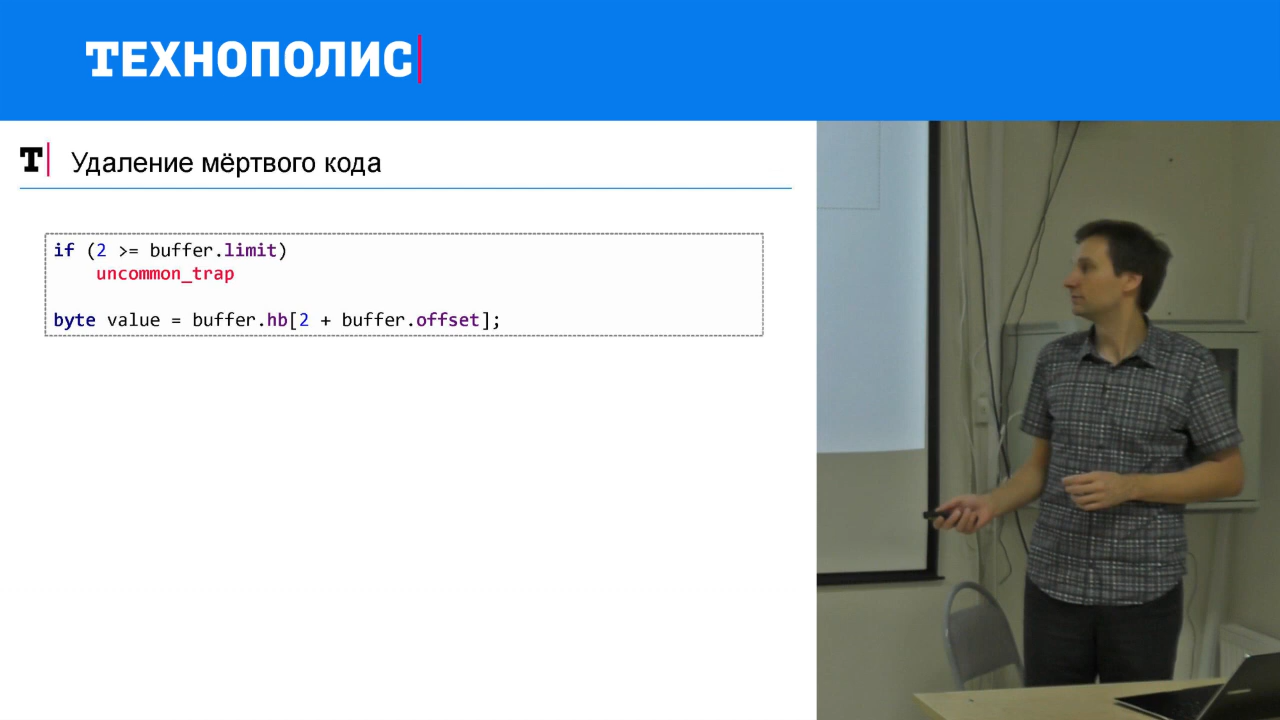 ТЕХНОПОЛИС
T Удаление мёртвого кода
if (2 >= buffer.limit)
uncommon_trap
byte value = buffer.hb[2 + buffer.offset];